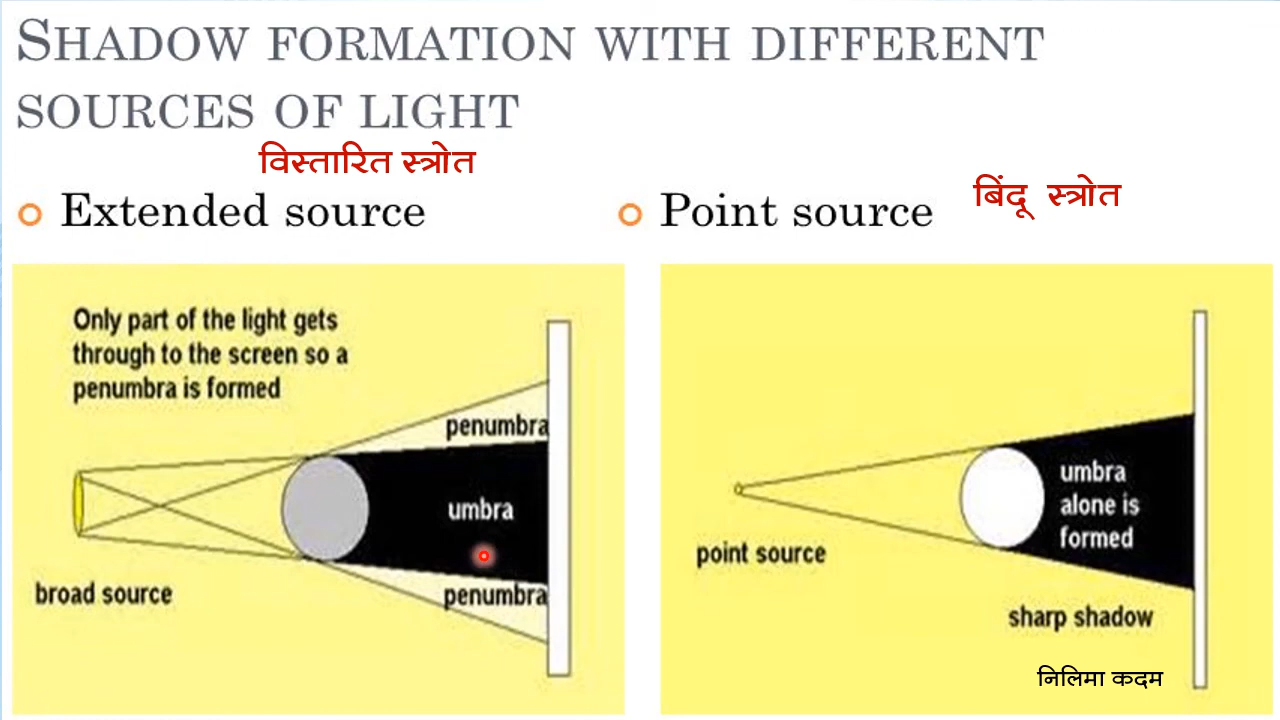 SHADOW FORMATION WITH DIFFERENT
SOURCES OF LIGHT
विस्तारित स्त्रोत
Extended source
बिंदू स्त्रोत
Point source
Only part of the light gets
through to the screen so a
penumbra is formed
penumbra
umbra
penumbra
broad source
umbra
alone is
formed
point source
sharp shadow
निलिमा कदम